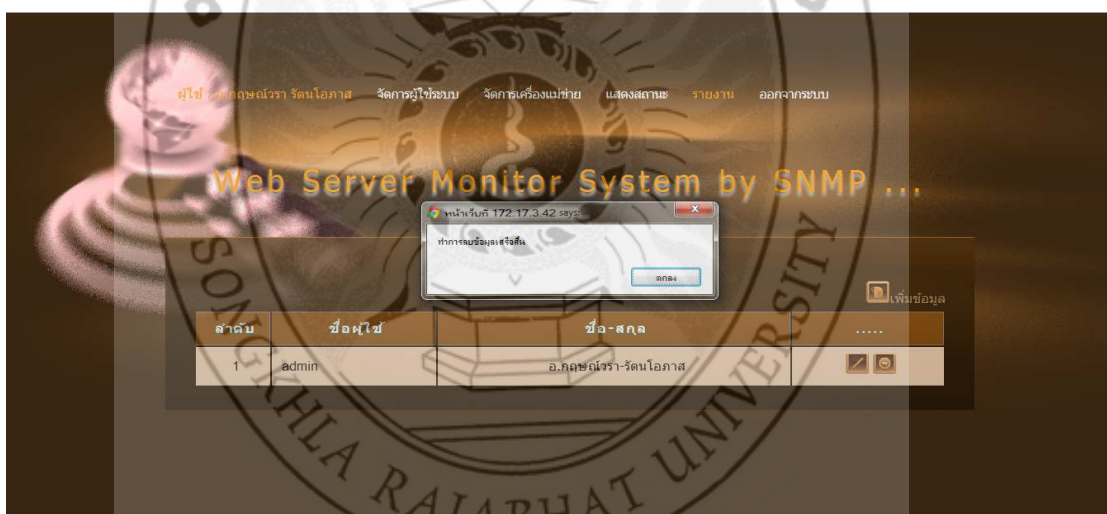 ผู้ใช้ : อ.กฤษณ์วรา รัตนโอภาส จัดการผู้ใช้ระบบ จัดการเครื่องแม่ข่าย แสดงสถานะ รายงาน ออกจากระบบ
Web Server Monitor System by SNMP ...
หน้าเว็บที่ 172.17.3.42 says:
ทำการลบข้อมูลเสร็จสิ้น
ตกลง
เพิ่มข้อมูล
ลำดับ ชื่อผู้ใช้ ชื่อ-สกุล .....
1 admin อ.กฤษณ์วรา-รัตนโอภาส
SONGKHLA RAJABHAT UNIVERSITY